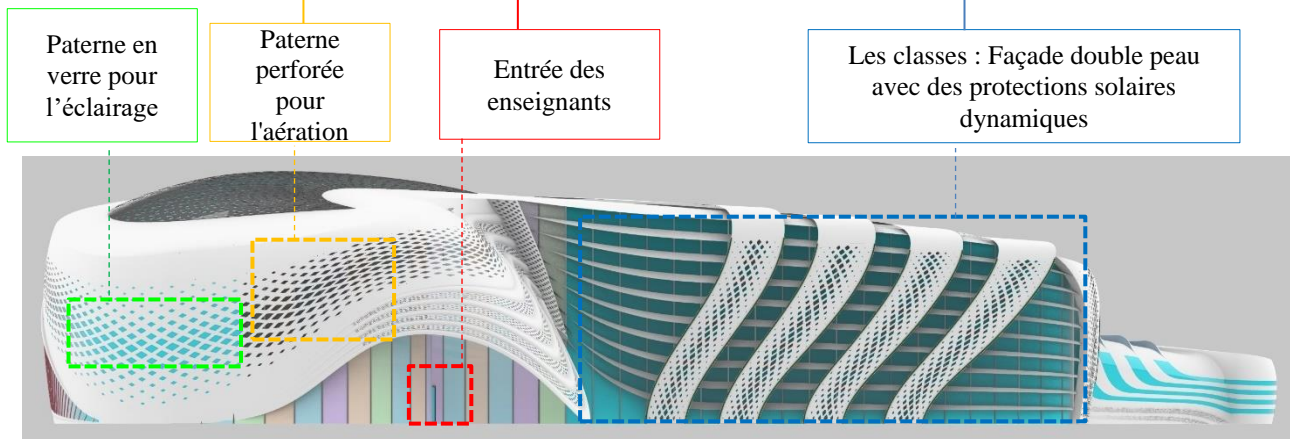 Paterne en
verre pour
l’éclairage
Paterne
perforée
pour
l'aération
Entrée des
enseignants
Les classes : Façade double peau
avec des protections solaires
dynamiques